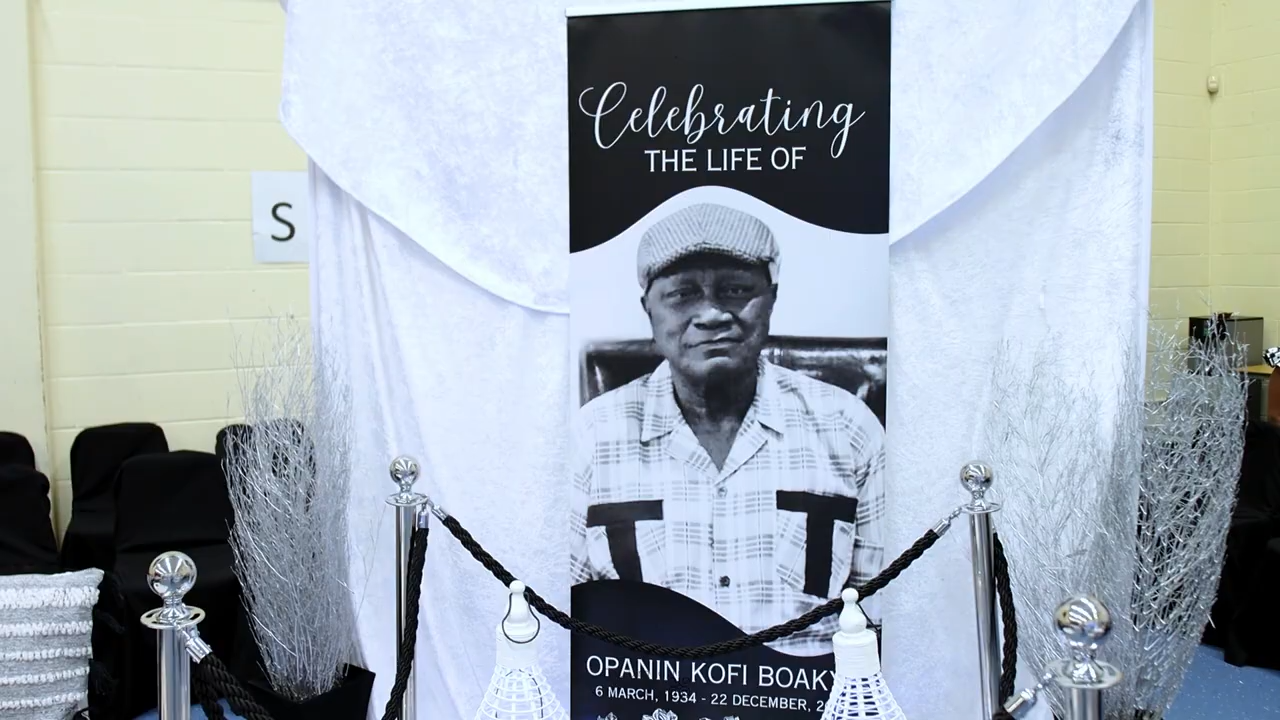 Celebrating
THE LIFE OF
S
OPANIN KOFI
6 MARCH, 1934 - 22 DECEMBER,